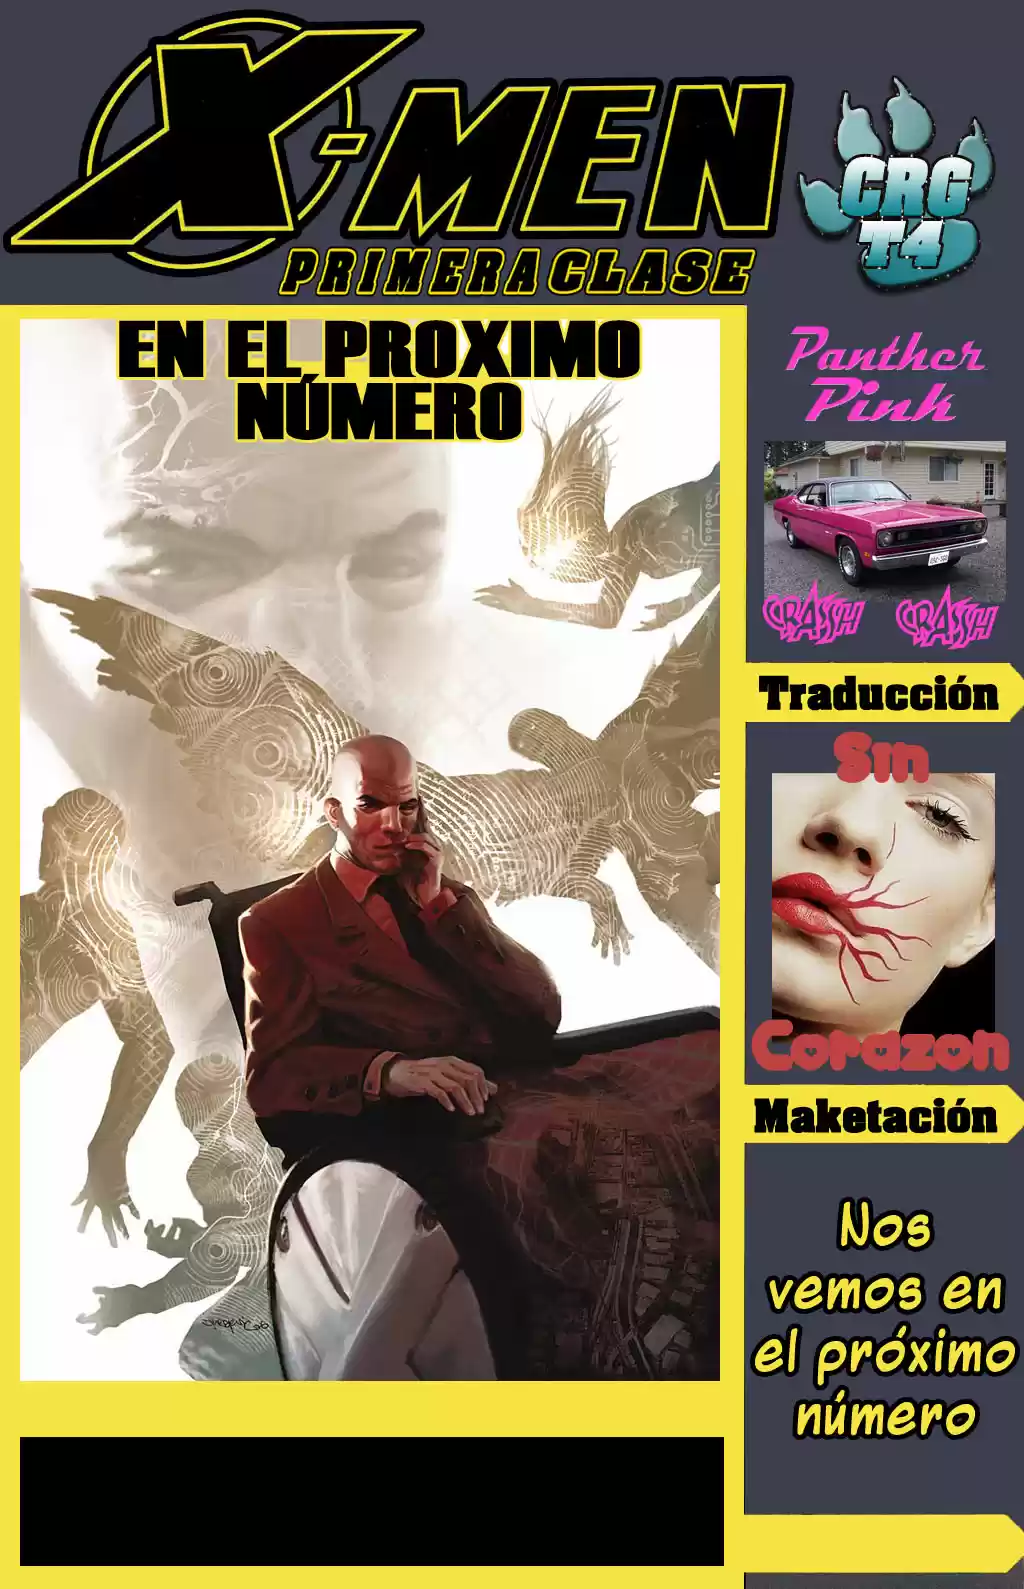 X-MEN
PRIMERA CLASE
CRG
T4
EN EL PROXIMO
NÚMERO
Panther
Pink
CRASH
CRASH
Traducción
Sin
Corazon
Maketación
Nos
vemos en
el próximo
número